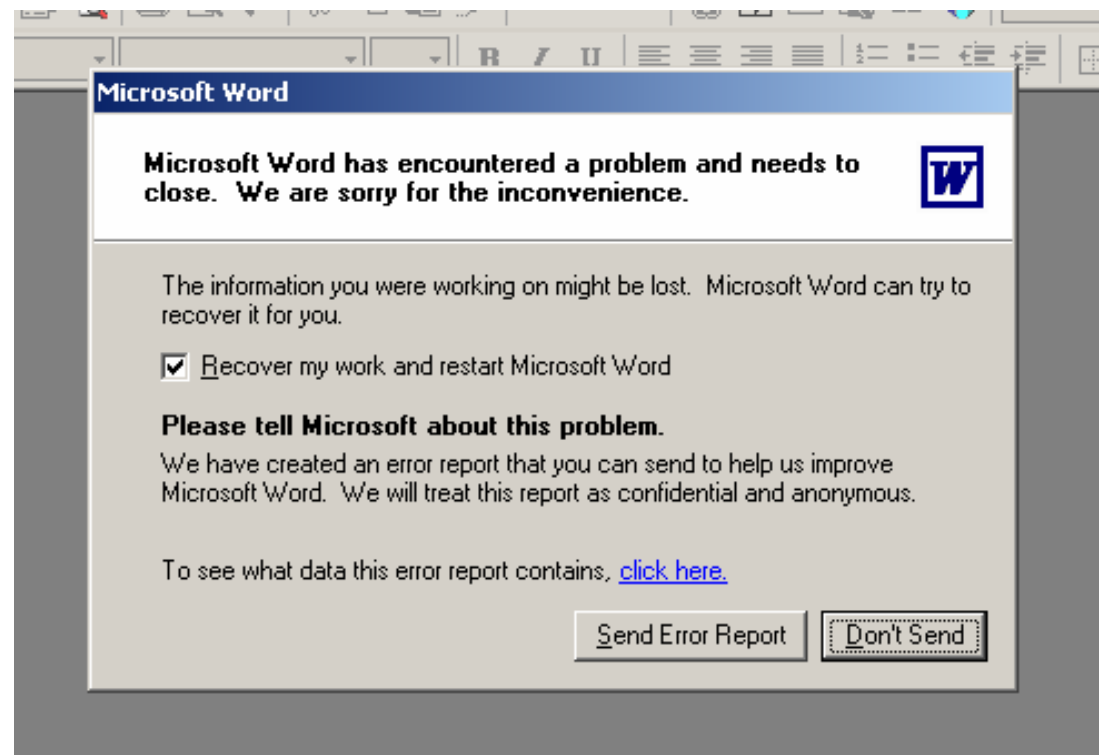 B I U
Microsoft Word
Microsoft Word has encountered a problem and needs to
close.  We are sorry for the inconvenience.
W
The information you were working on might be lost.  Microsoft Word can try to
recover it for you.
Recover my work and restart Microsoft Word
Please tell Microsoft about this problem.
We have created an error report that you can send to help us improve
Microsoft Word.  We will treat this report as confidential and anonymous.
To see what data this error report contains, click here.
Send Error Report Don't Send